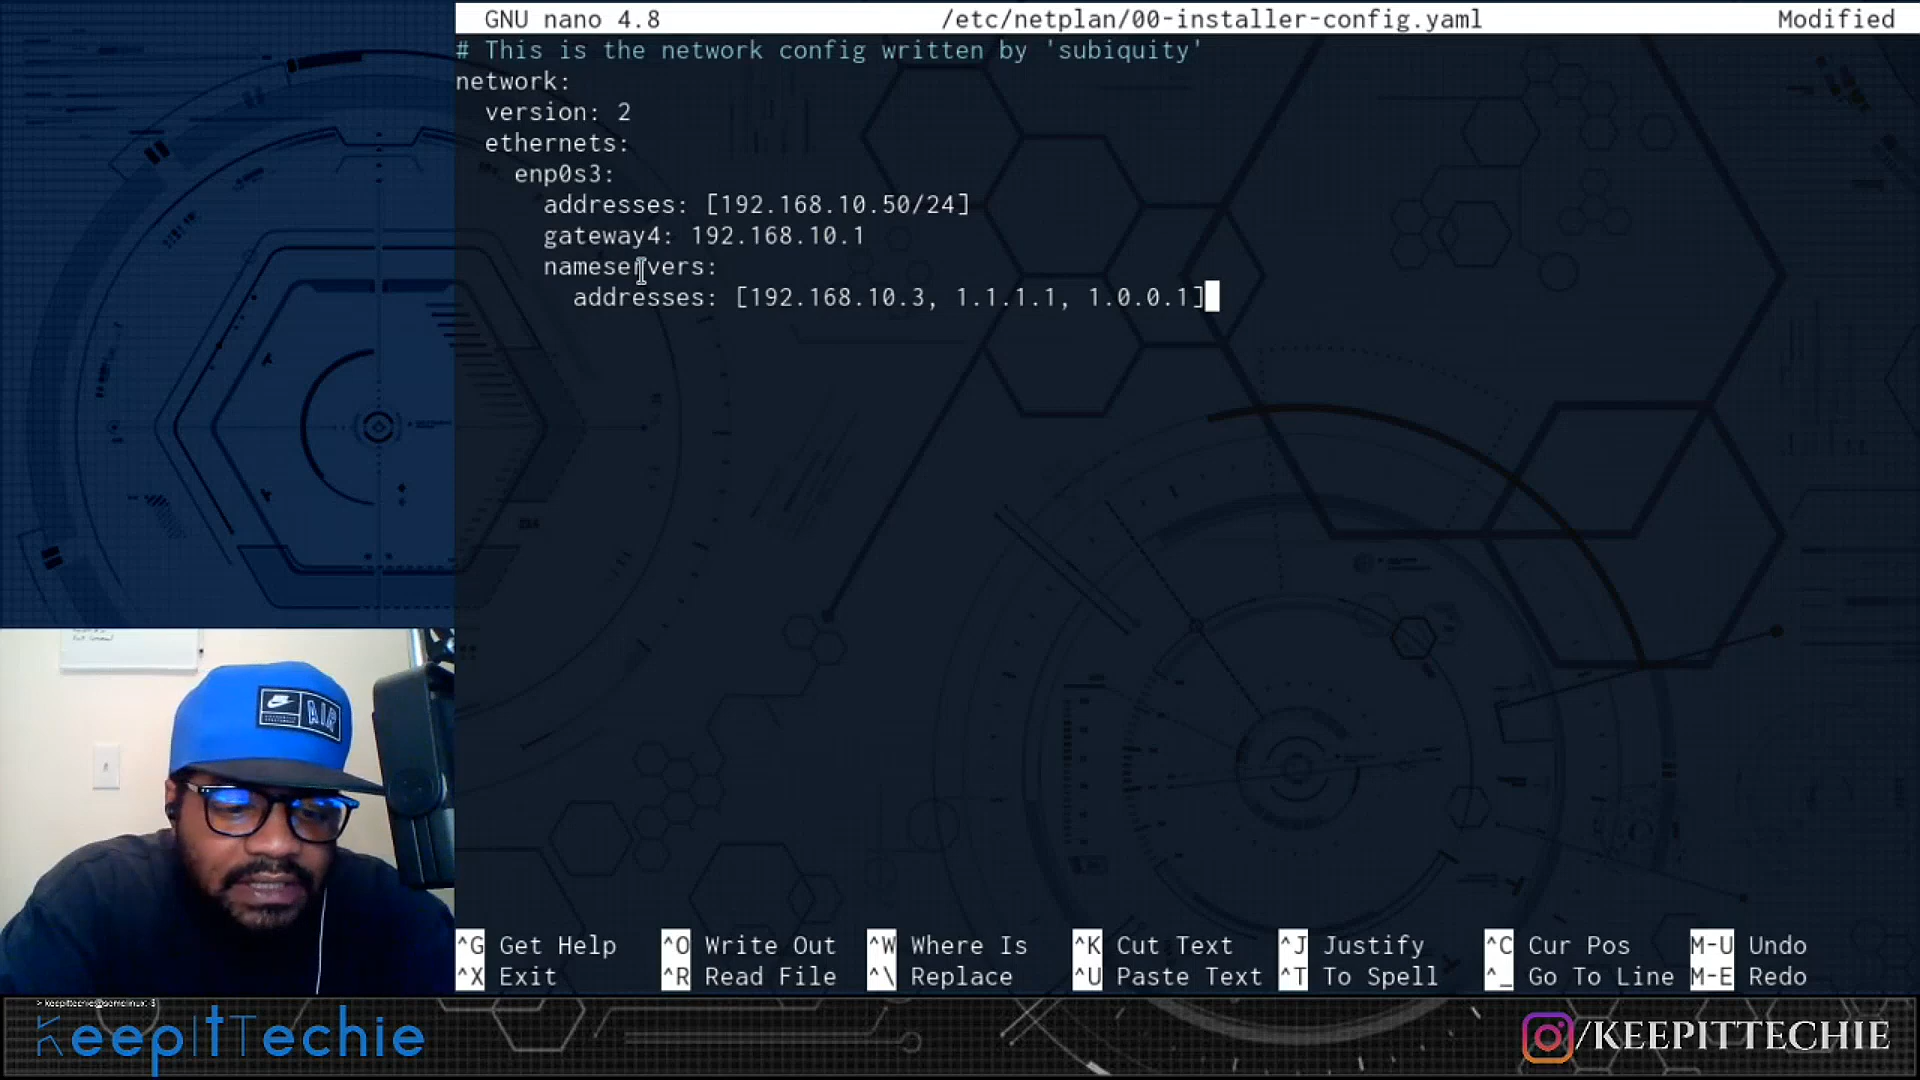 GNU nano 4.8 /etc/netplan/00-installer-config.yaml Modified
# This is the network config written by 'subiquity'
network:
  version: 2
  ethernets:
    enp0s3:
      addresses: [192.168.10.50/24]
      gateway4: 192.168.10.1
      nameservers:
        addresses: [192.168.10.3, 1.1.1.1, 1.0.0.1]
AIR
^G Get Help ^O Write Out ^W Where Is ^K Cut Text ^J Justify ^C Cur Pos M-U Undo
^X Exit ^R Read File ^\ Replace ^U Paste Text ^T To Spell ^_ Go To Line M-E Redo
KeepItTechie
/KEEPITTECHIE